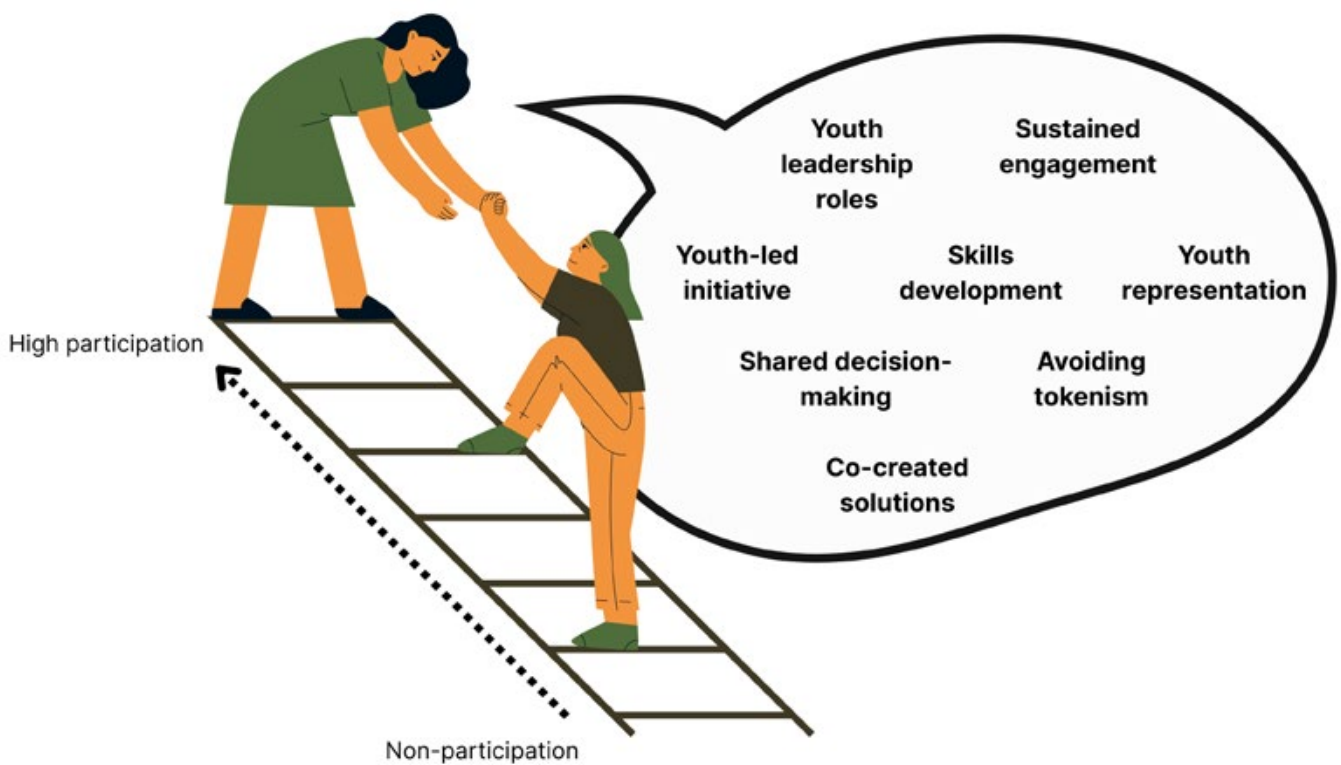 Youth
leadership
roles
Sustained
engagement
Youth-led
initiative
Skills
development
Youth
representation
High participation
Shared decision-
making
Avoiding
tokenism
Co-created
solutions
Non-participation